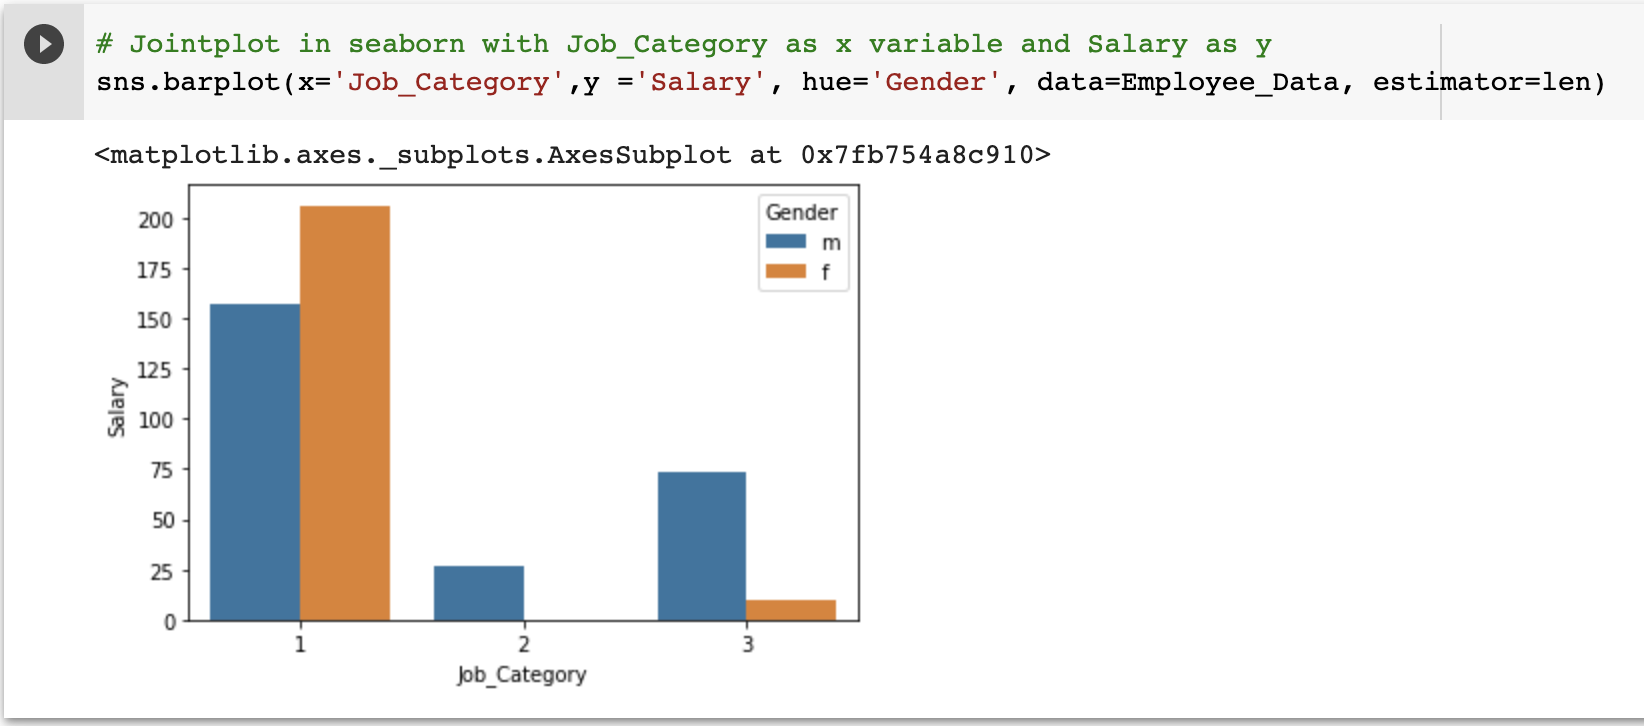 # Jointplot in seaborn with Job_Category as x variable and Salary as y
sns.barplot(x='Job_Category',y ='Salary', hue='Gender', data=Employee_Data, estimator=len)
<matplotlib.axes._subplots.AxesSubplot at 0x7fb754a8c910>
Gender
m
f
200
175
150
125
100
75
50
25
0
Salary
1 2 3
Job_Category